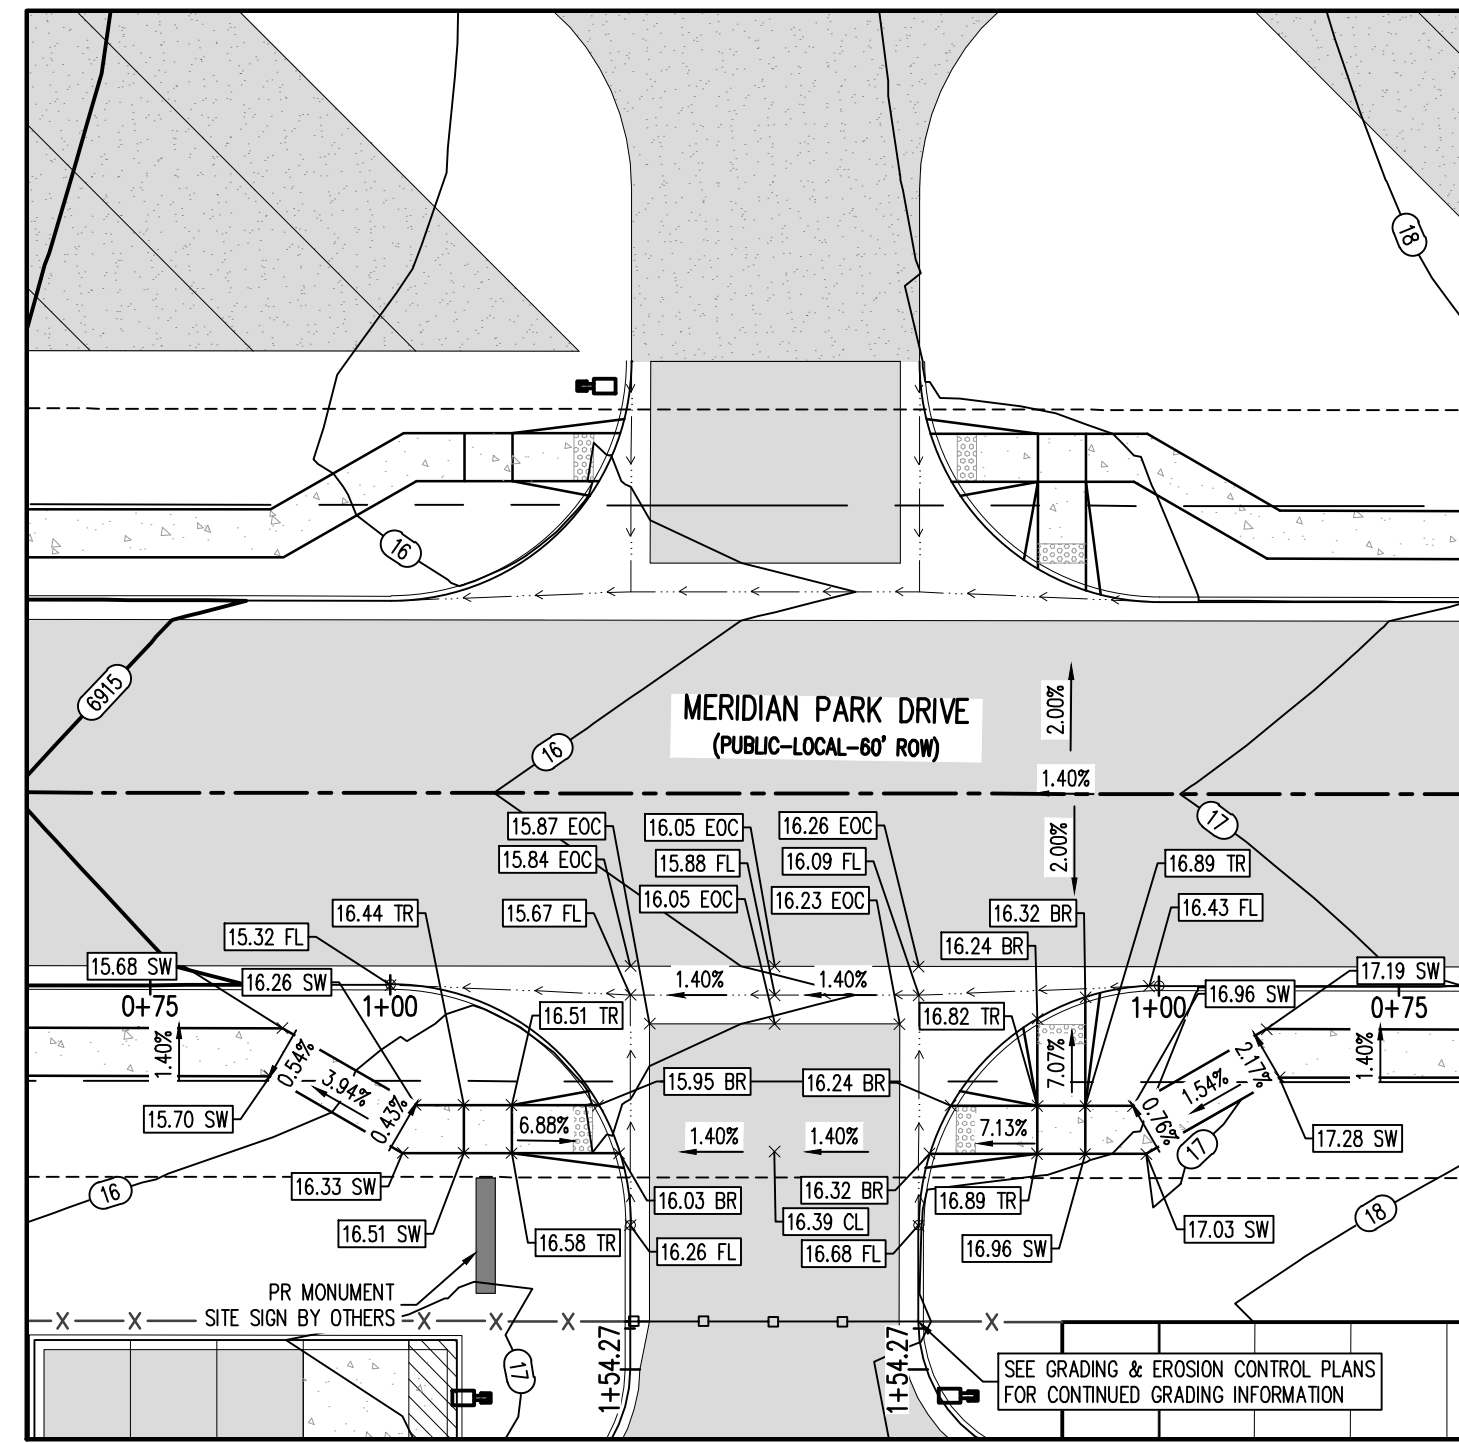 18
16
6915
MERIDIAN PARK DRIVE
(PUBLIC-LOCAL-60' ROW)
2.00%
1.40%
2.00%
16
17
15.87 EOC
16.05 EOC
16.26 EOC
15.84 EOC
15.88 FL
16.09 FL
16.89 TR
16.44 TR
15.67 FL
16.05 EOC
16.23 EOC
16.32 BR
16.43 FL
15.32 FL
16.24 BR
15.68 SW
16.26 SW
1.40%
1.40%
16.96 SW
17.19 SW
0+75
1+00
16.51 TR
16.82 TR
1+00
0+75
1.40%
0.54%
3.94%
0.43%
15.95 BR
16.24 BR
7.07%
2.17%
1.54%
0.76%
1.40%
15.70 SW
6.88%
1.40%
1.40%
7.13%
17.28 SW
17
16
16.33 SW
16.03 BR
16.32 BR
16.89 TR
18
16.51 SW
16.58 TR
16.39 CL
17.03 SW
16.26 FL
16.68 FL
16.96 SW
PR MONUMENT
SITE SIGN BY OTHERS
X X X X X X
17
1+54.27
1+54.27
SEE GRADING & EROSION CONTROL PLANS
FOR CONTINUED GRADING INFORMATION